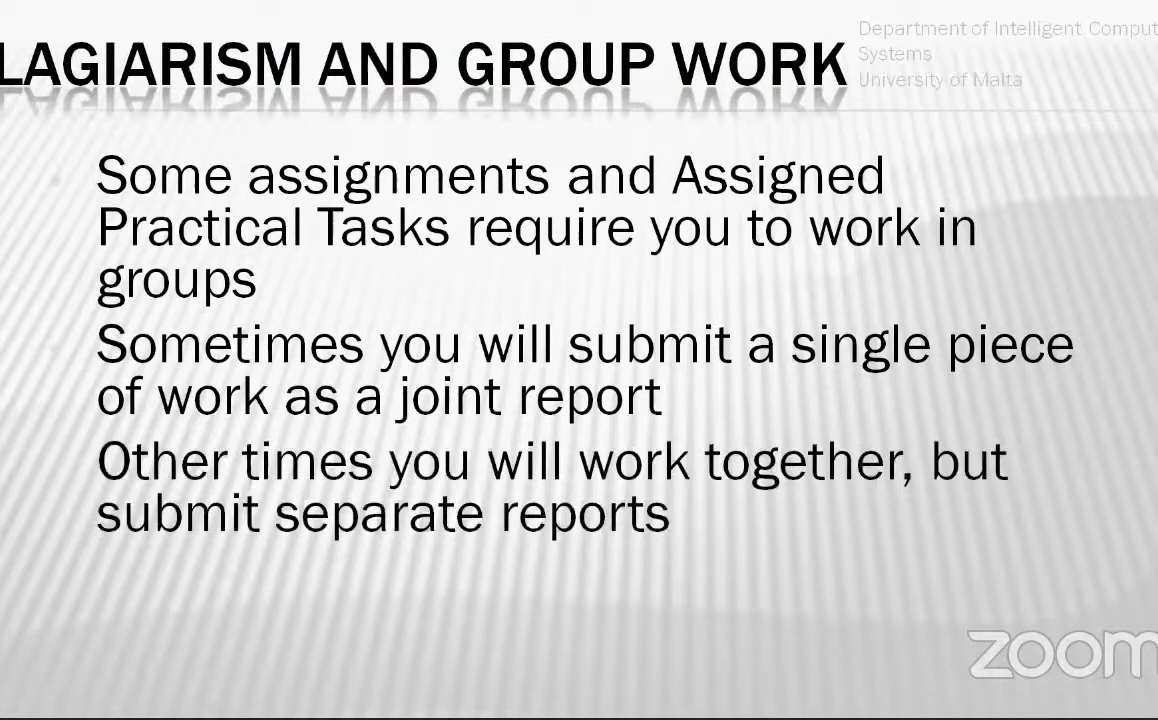 LAGIARISM AND GROUP WORK
Department of Intelligent Comput
Systems
University of Malta
Some assignments and Assigned
Practical Tasks require you to work in
groups
Sometimes you will submit a single piece
of work as a joint report
Other times you will work together, but
submit separate reports
zoom